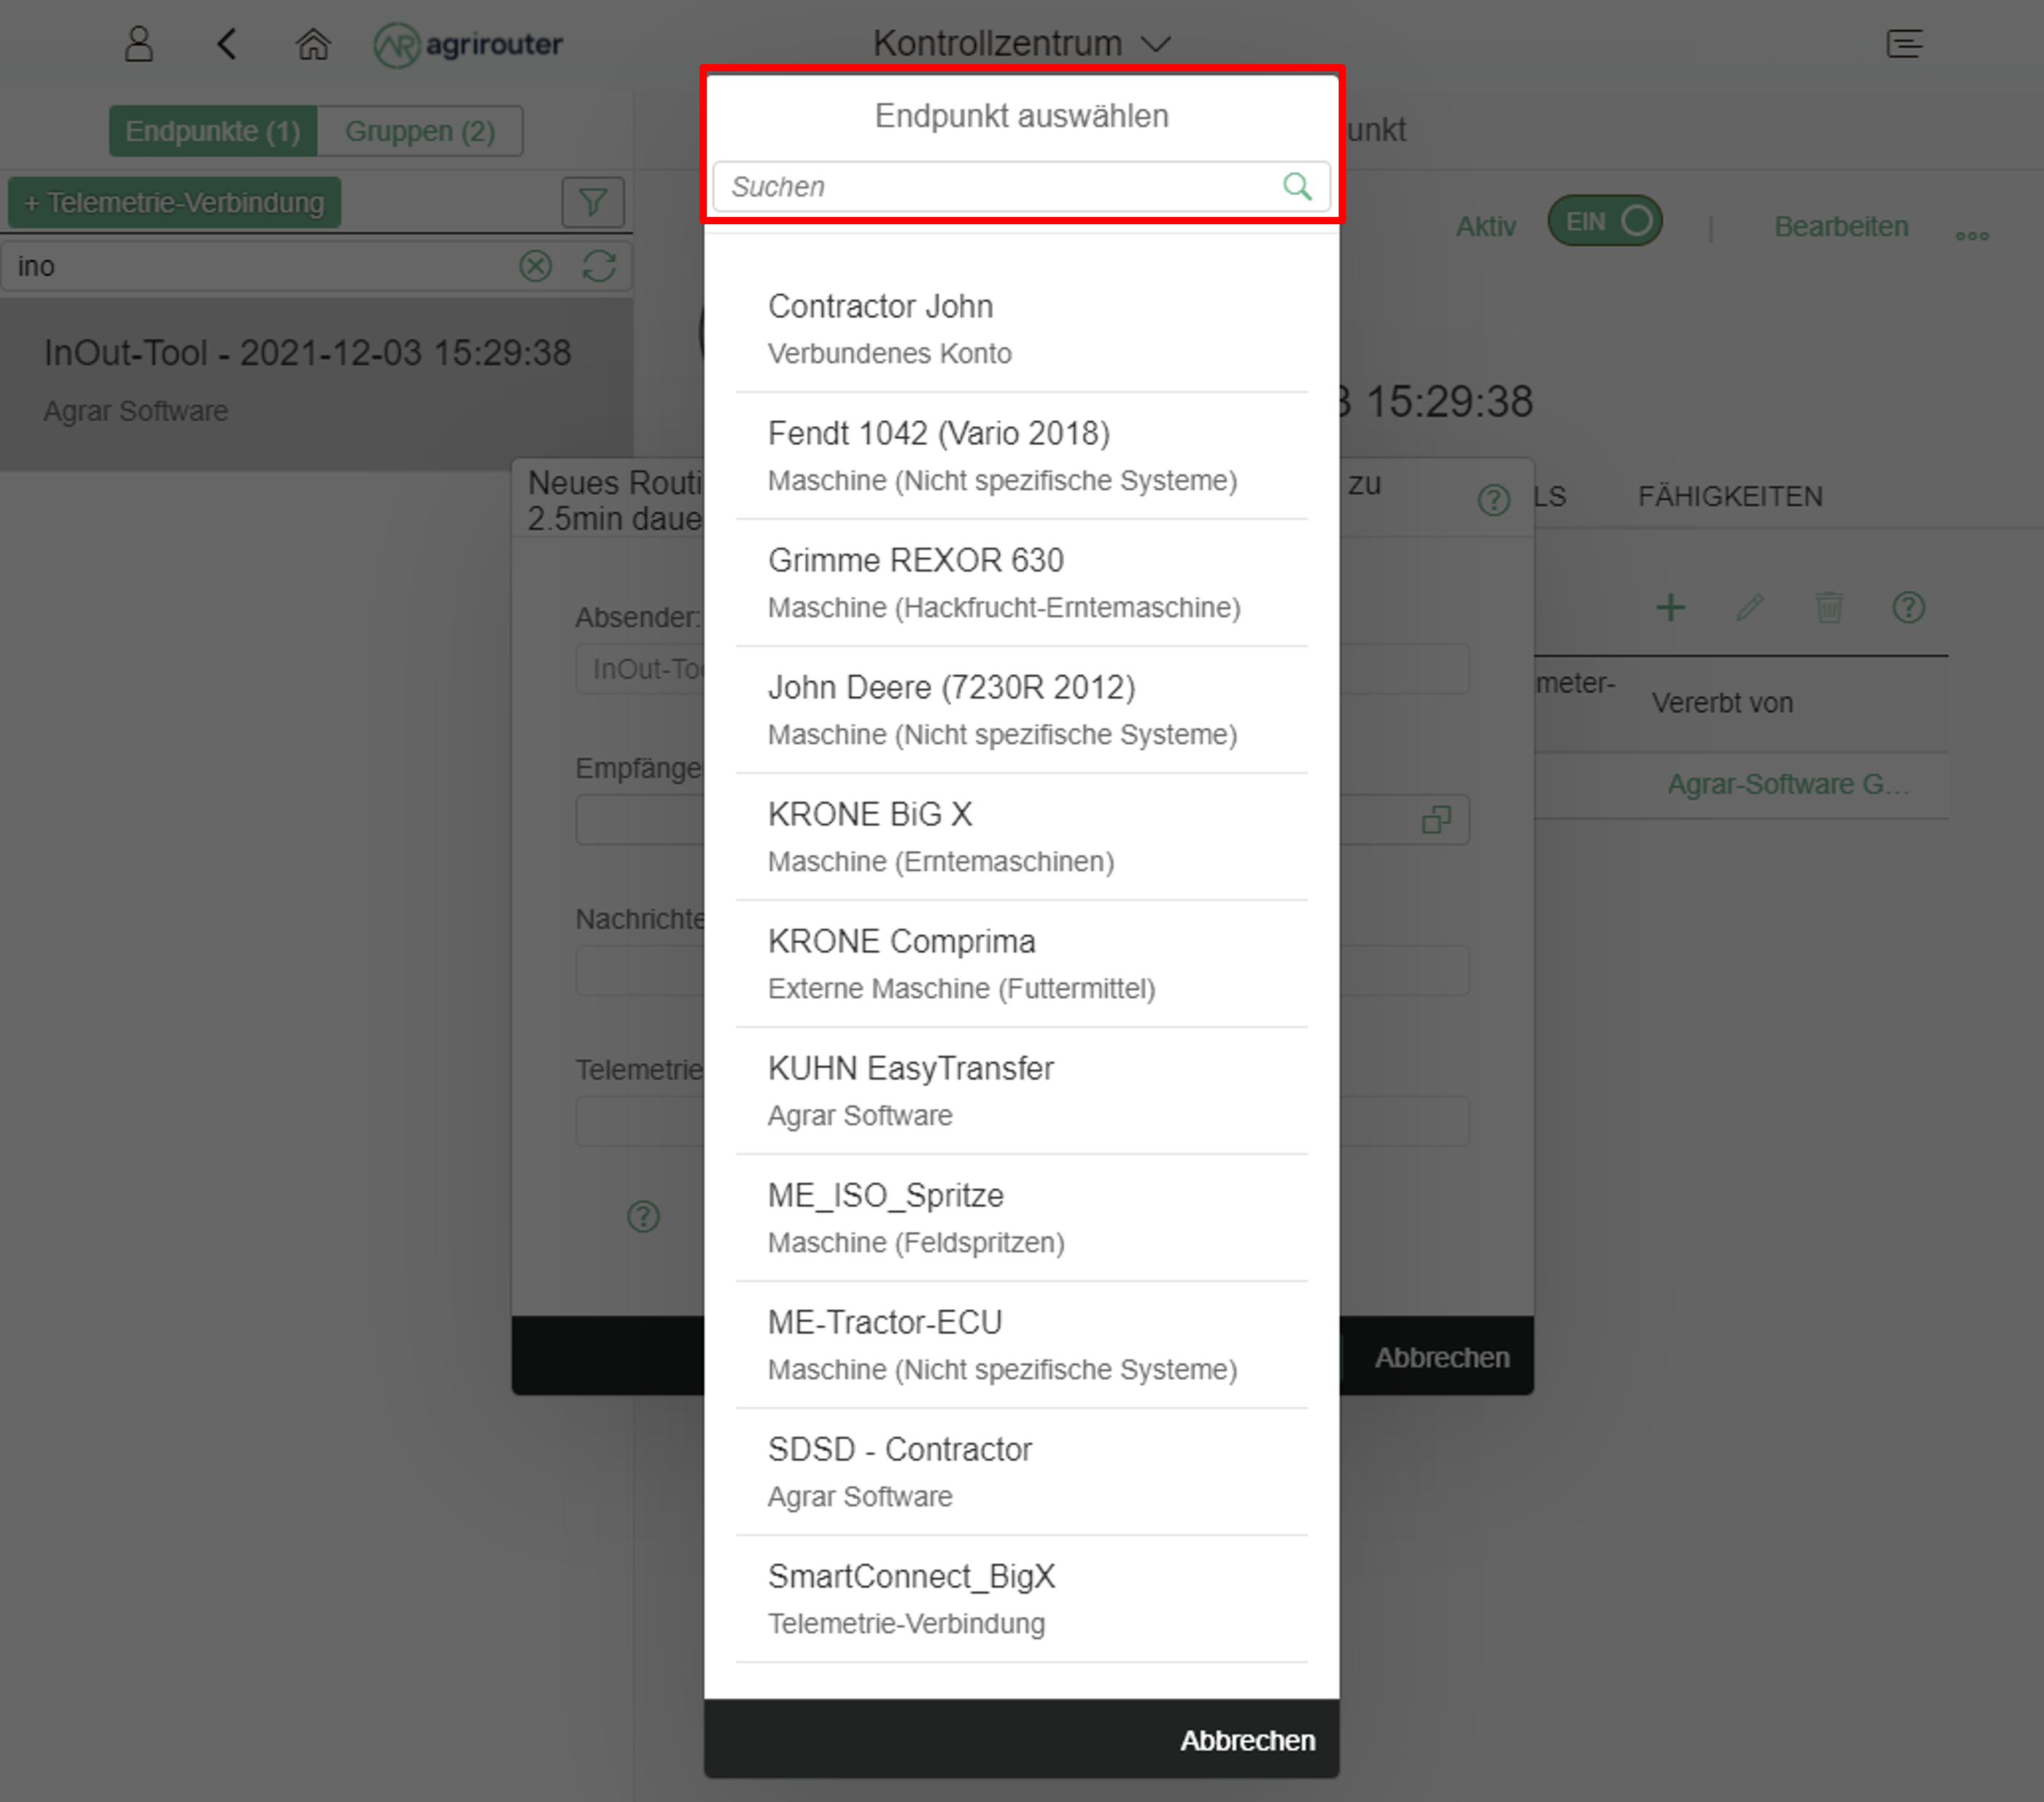 agrirouter
Kontrollzentrum
Endpunkte (1)
Gruppen (2)
+ Telemetrie-Verbindung
ino
InOut-Tool - 2021-12-03 15:29:38
Agrar Software
Endpunkt auswählen
Suchen
unkt
Aktiv
EIN
|
Bearbeiten
15:29:38
LS
FÄHIGKEITEN
meter-
Vererbt von
Agrar-Software G...
Neues Routi
zu
2.5min daue
Absender:
InOut-Too
Empfänge
Nachrichte
Telemetrie
Abbrechen
Contractor John
Verbundenes Konto
Fendt 1042 (Vario 2018)
Maschine (Nicht spezifische Systeme)
Grimme REXOR 630
Maschine (Hackfrucht-Erntemaschine)
John Deere (7230R 2012)
Maschine (Nicht spezifische Systeme)
KRONE BiG X
Maschine (Erntemaschinen)
KRONE Comprima
Externe Maschine (Futtermittel)
KUHN EasyTransfer
Agrar Software
ME_ISO_Spritze
Maschine (Feldspritzen)
ME-Tractor-ECU
Maschine (Nicht spezifische Systeme)
SDSD - Contractor
Agrar Software
SmartConnect_BigX
Telemetrie-Verbindung
Abbrechen